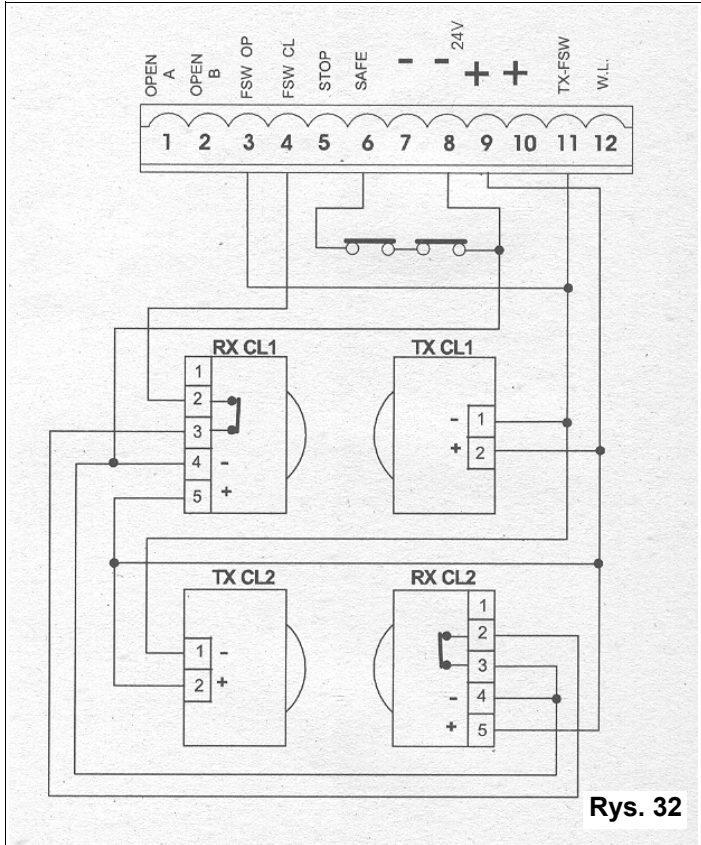 OPEN A
OPEN B
FSW OP
FSW CL
STOP
SAFE
-
-
24V
+
+
TX-FSW
W.L.
1 2 3 4 5 6 7 8 9 10 11 12
RX CL1
1
2
3
4 -
5 +
TX CL1
- 1
+ 2
TX CL2
1 -
2 +
RX CL2
1
2
3
- 4
+ 5
Rys. 32